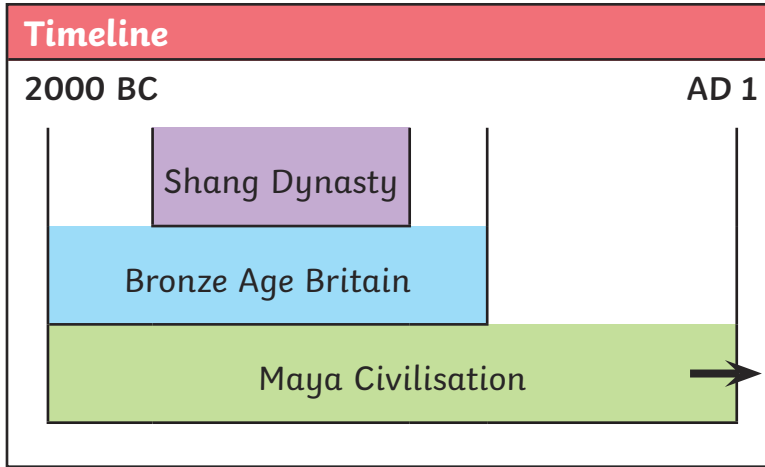 Timeline
2000 BC AD 1
Shang Dynasty
Bronze Age Britain
Maya Civilisation